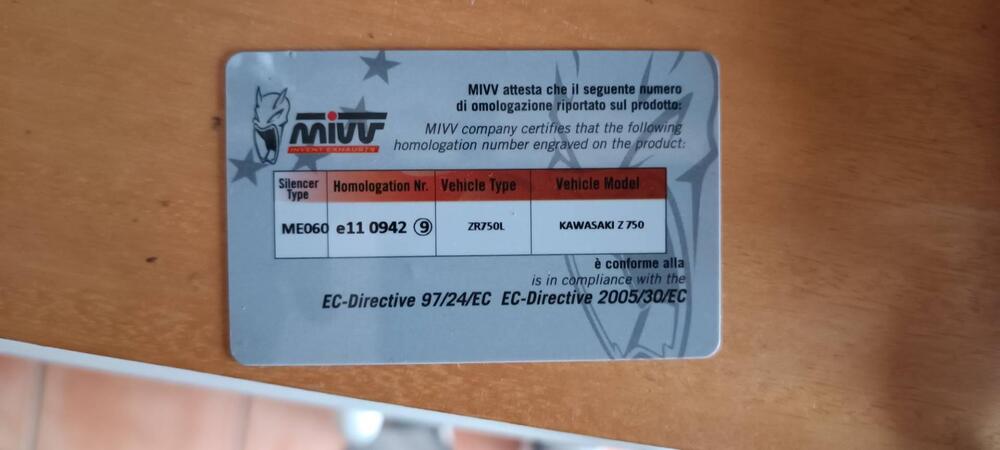 MIVV attesta che il seguente numero
di omologazione riportato sul prodotto:
mivv
INVENT EXHAUSTS
MIVV company certifies that the following
homologation number engraved on the product:
Silencer Type Homologation Nr. Vehicle Type Vehicle Model
ME060 e11 0942 ⑨ ZR750L KAWASAKI Z 750
è conforme alla
is in compliance with the
EC-Directive 97/24/EC EC-Directive 2005/30/EC